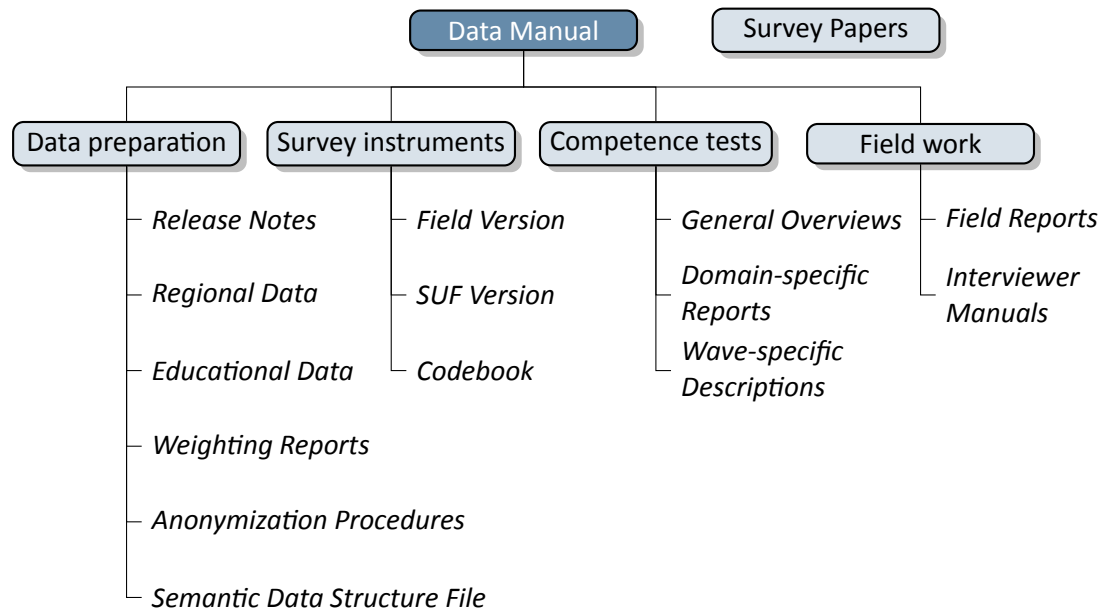 Data Manual
Survey Papers
Data preparation
Survey instruments
Competence tests
Field work
Release Notes
Regional Data
Educational Data
Weighting Reports
Anonymization Procedures
Semantic Data Structure File
Field Version
SUF Version
Codebook
General Overviews
Domain-specific
Reports
Wave-specific
Descriptions
Field Reports
Interviewer
Manuals